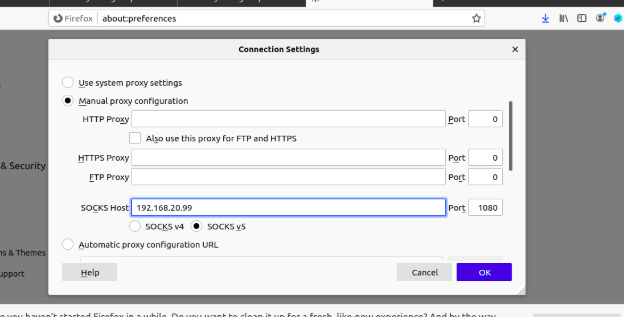 Firefox about:preferences
Connection Settings
Use system proxy settings
Manual proxy configuration
HTTP Proxy Port 0
Also use this proxy for FTP and HTTPS
& Security
HTTPS Proxy Port 0
FTP Proxy Port 0
SOCKS Host 192.168.20.99 Port 1080
SOCKS v4 SOCKS v5
Automatic proxy configuration URL
& Themes
Help Cancel OK
upport
you haven't started Firefox in a while. Do you want to clean it up for a fresh, like-new experience? And by the way